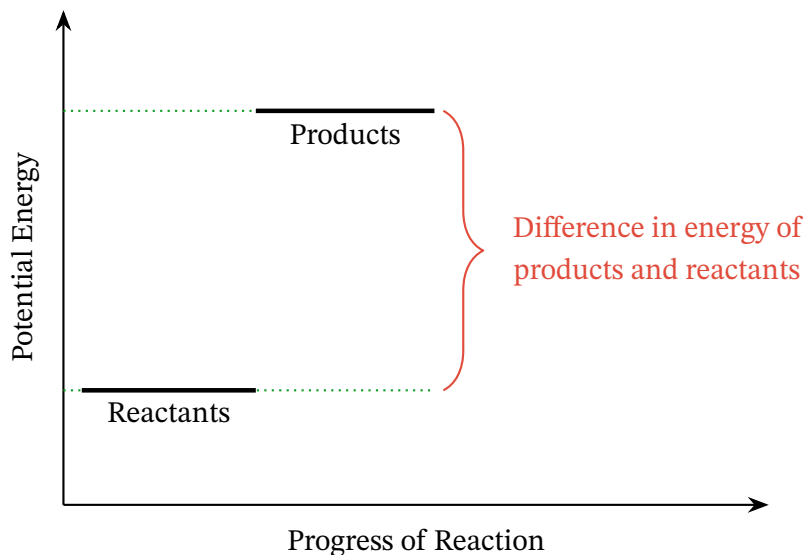 Potential Energy
Products
Difference in energy of
products and reactants
Reactants
Progress of Reaction